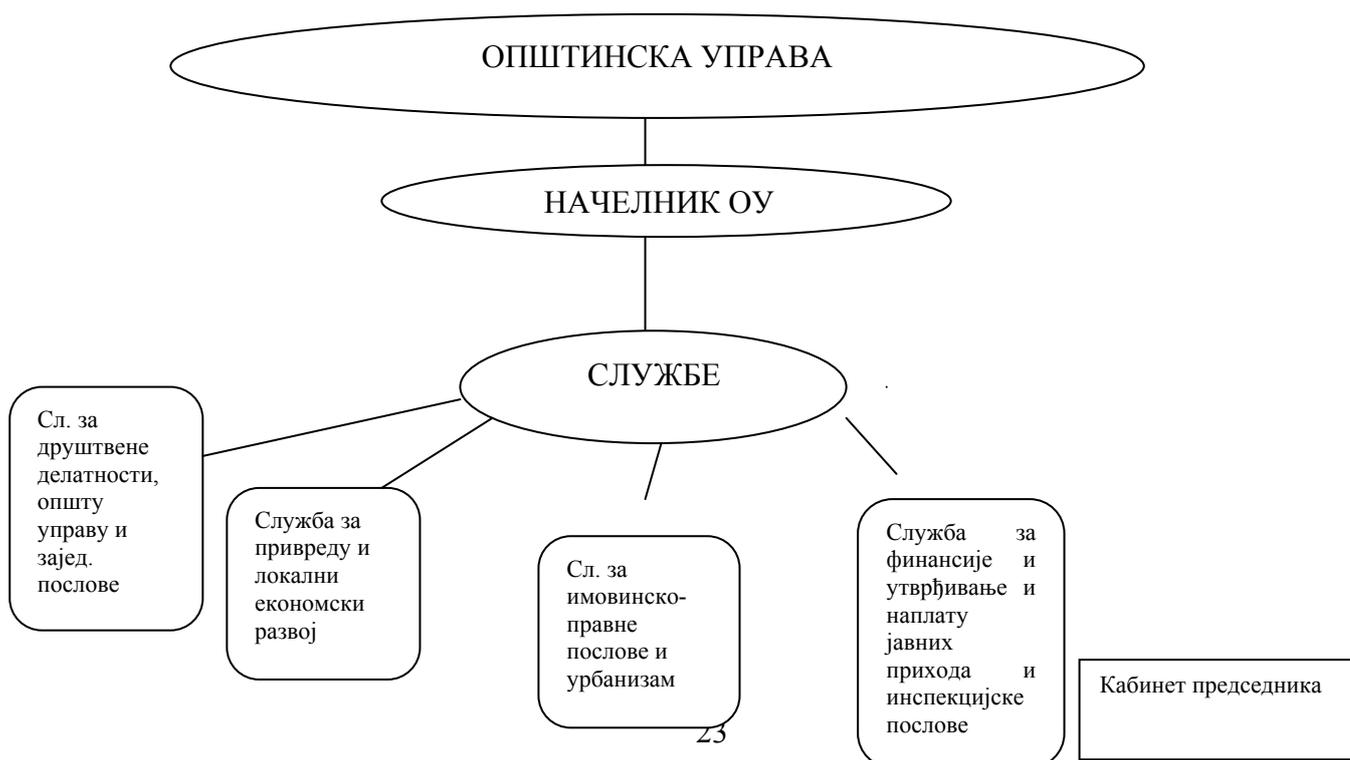 ОПШТИНСКА УПРАВА
НАЧЕЛНИК ОУ
СЛУЖБЕ
Сл. за
друштвене
делатности,
општу
управу и
зајед.
послове
Служба за
привреду и
локални
економски
развој
Сл. за
имовинско-
правне
послове и
урбанизам
Служба за
финансије и
утврђивање и
наплату
јавних
прихода и
инспекцијске
послове
Кабинет председника
23